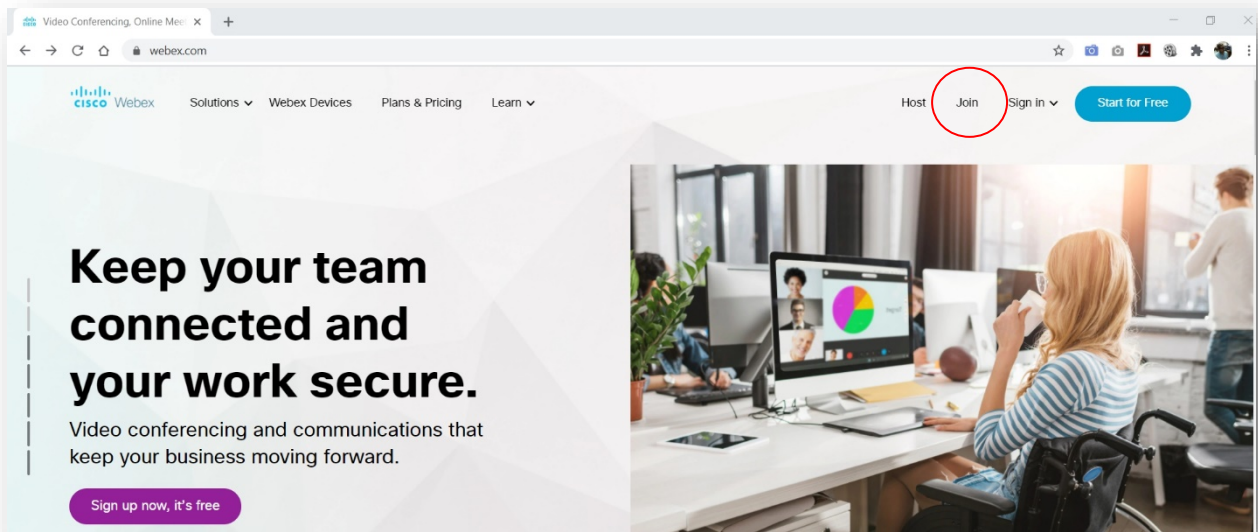 Video Conferencing, Online Mee
webex.com
cisco Webex Solutions Webex Devices Plans & Pricing Learn Host Join Sign in Start for Free
Keep your team
connected and
your work secure.
Video conferencing and communications that
keep your business moving forward.
Sign up now, it's free